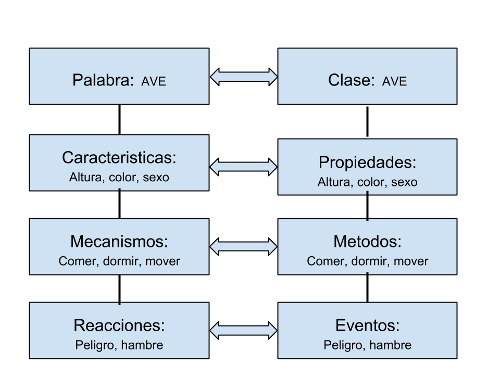 Palabra: AVE
Clase: AVE
Caracteristicas:
Altura, color, sexo
Propiedades:
Altura, color, sexo
Mecanismos:
Comer, dormir, mover
Metodos:
Comer, dormir, mover
Reacciones:
Peligro, hambre
Eventos:
Peligro, hambre